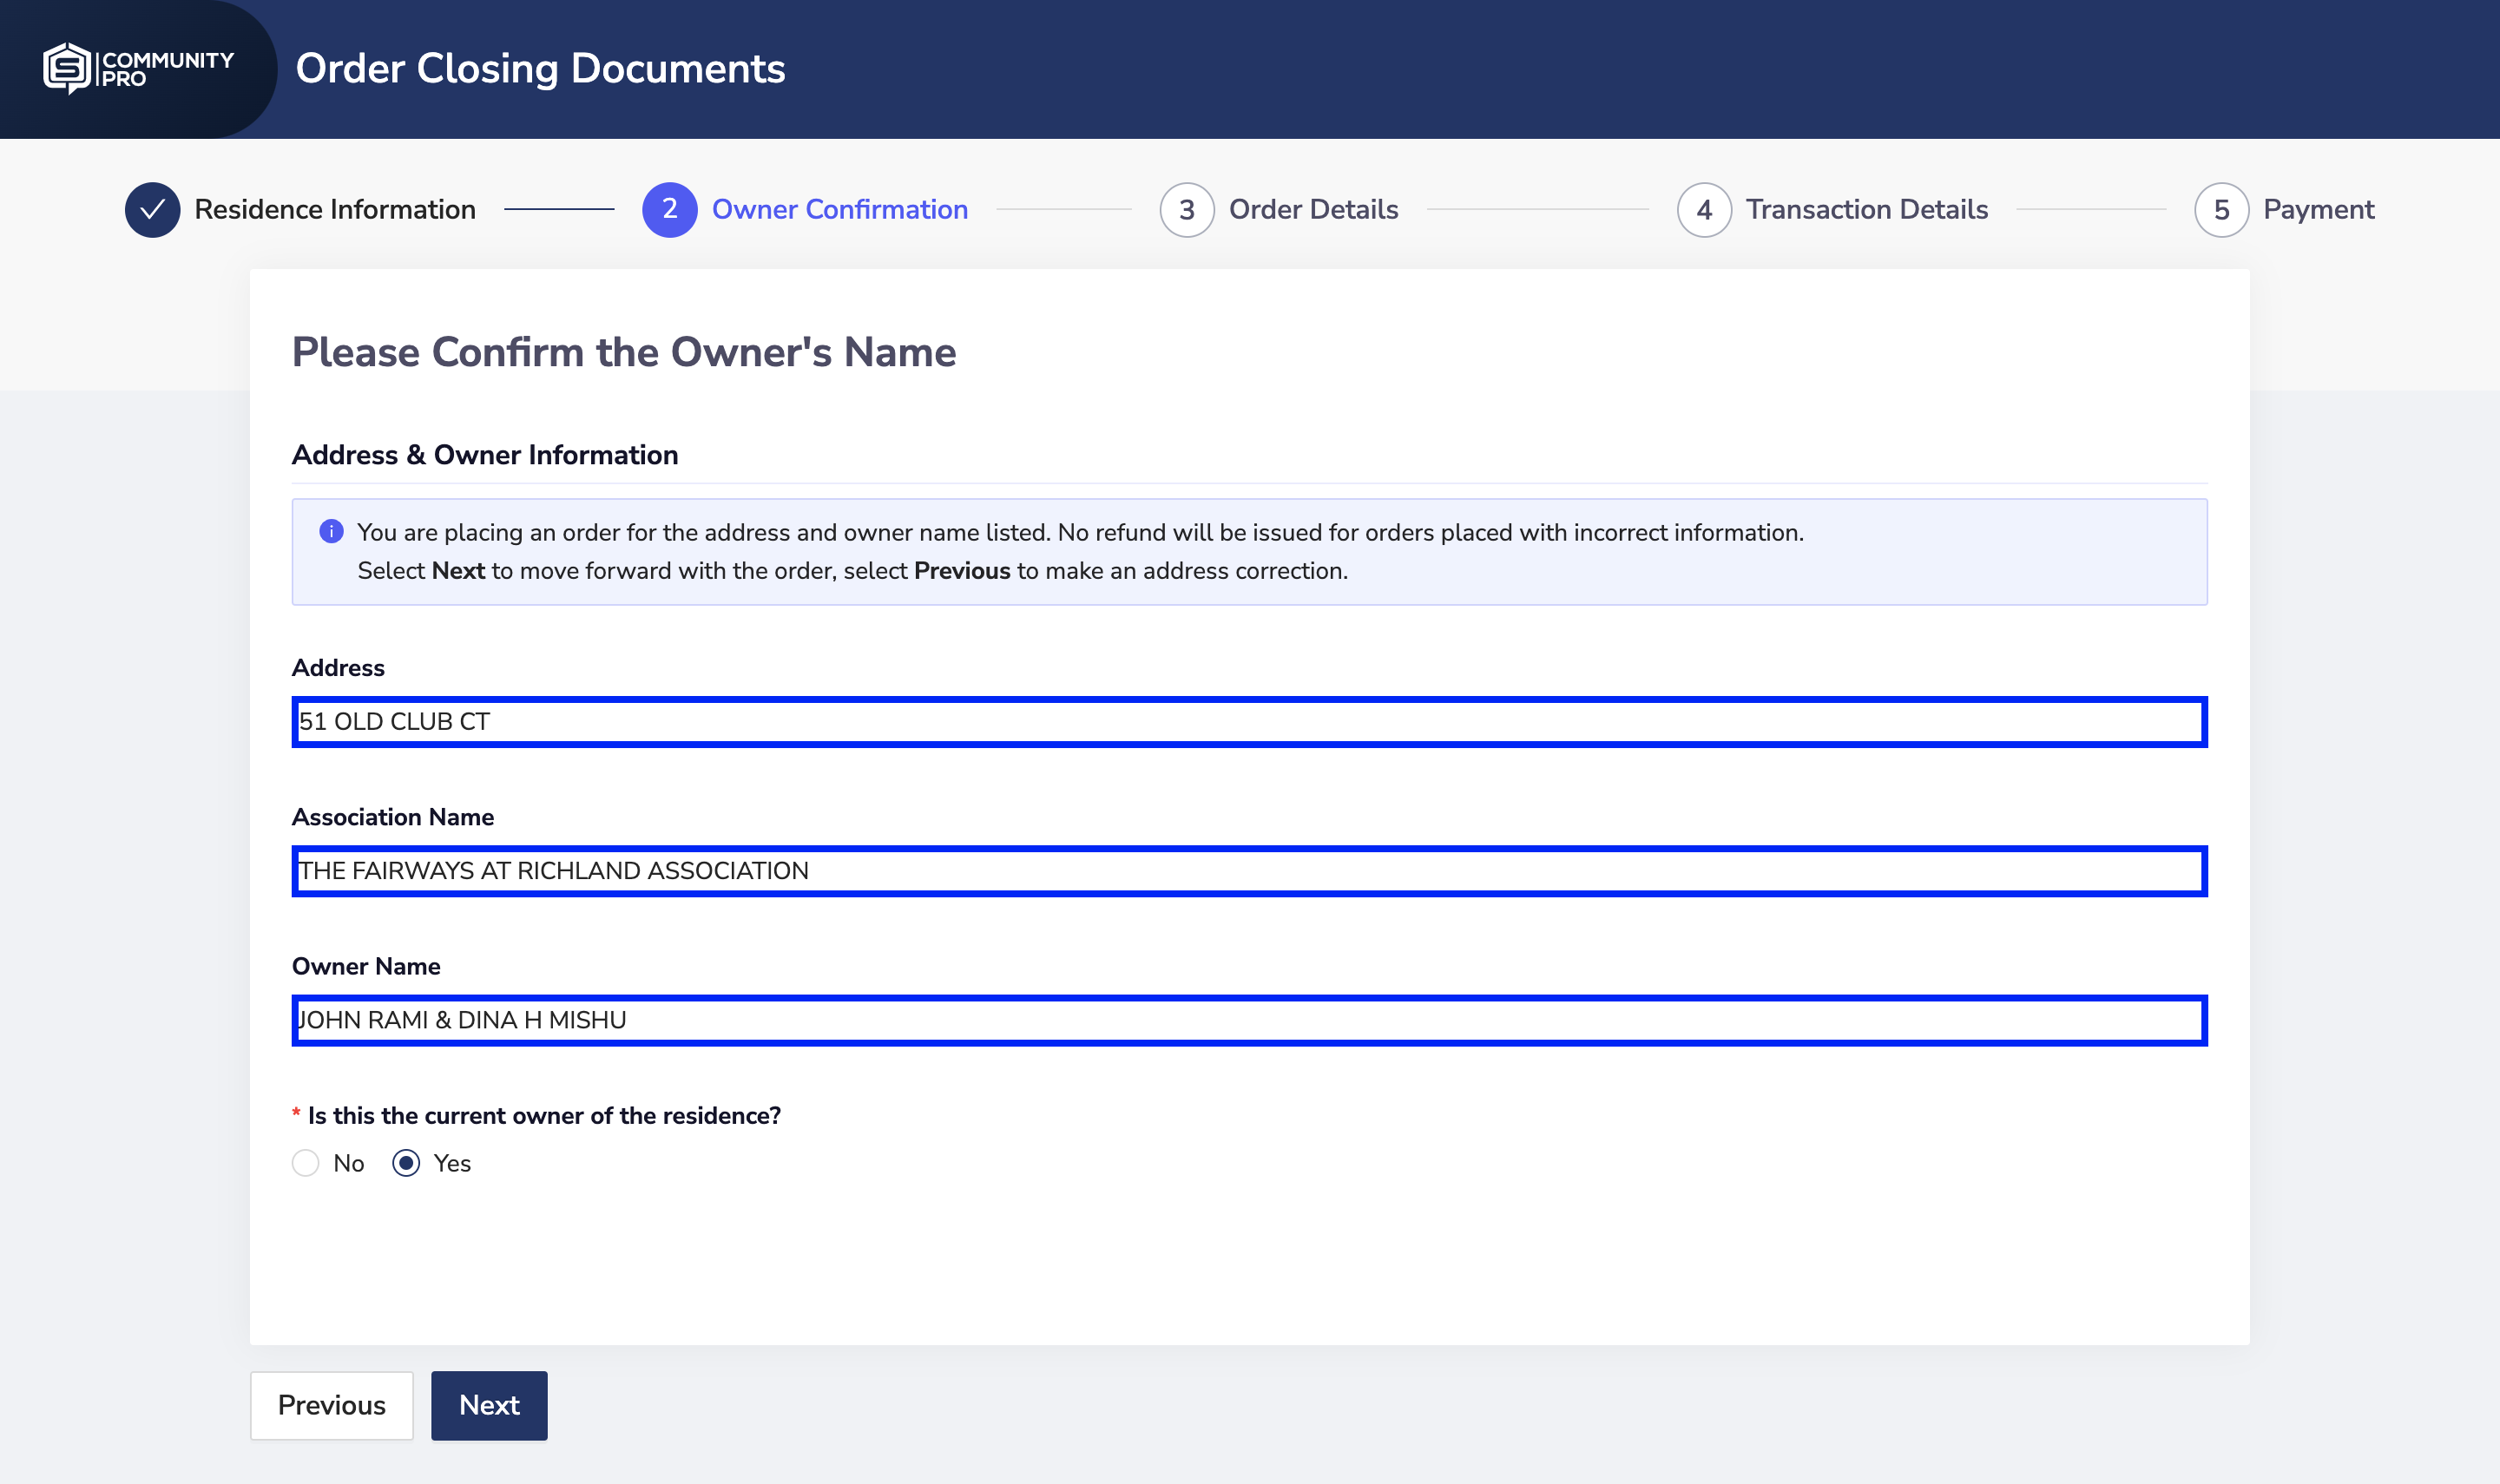 COMMUNITY
PRO
Order Closing Documents
Residence Information
2 Owner Confirmation
3 Order Details
4 Transaction Details
5 Payment
Please Confirm the Owner's Name
Address & Owner Information
You are placing an order for the address and owner name listed. No refund will be issued for orders placed with incorrect information.
Select Next to move forward with the order, select Previous to make an address correction.
Address
51 OLD CLUB CT
Association Name
THE FAIRWAYS AT RICHLAND ASSOCIATION
Owner Name
JOHN RAMI & DINA H MISHU
* Is this the current owner of the residence?
No Yes
Previous Next